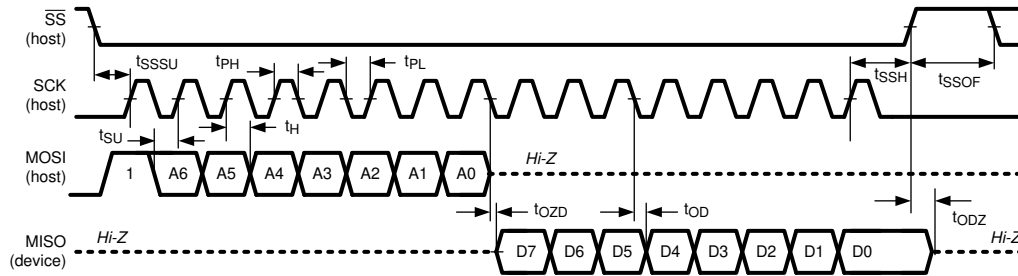 SS
(host)
tSSSU
tPH
tPL
tSSH
tSSOF
SCK
(host)
tSU
tH
MOSI
(host)
1 A6 A5 A4 A3 A2 A1 A0 Hi-Z
tOZD
tOD
tODZ
MISO
(device)
Hi-Z D7 D6 D5 D4 D3 D2 D1 D0 Hi-Z